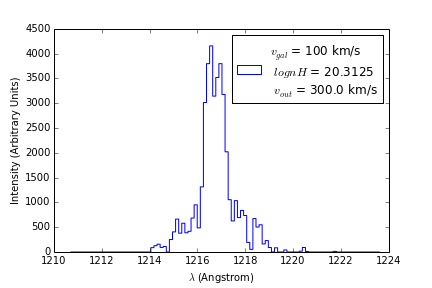 4500
4000
3500
3000
2500
2000
1500
1000
500
0
Intensity (Arbitrary Units)
v_gal = 100 km/s
lognH = 20.3125
v_out = 300.0 km/s
1210 1212 1214 1216 1218 1220 1222 1224
λ (Angstrom)